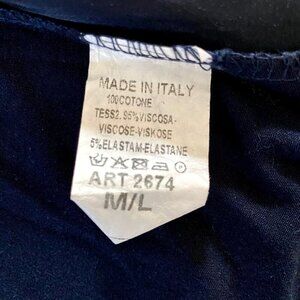 MADE IN ITALY
100COTONE
TESS2. 95%VISCOSA-
VISCOSE-VISKOSE
5%ELASTAM-ELASTANE
ART 2674
M/L